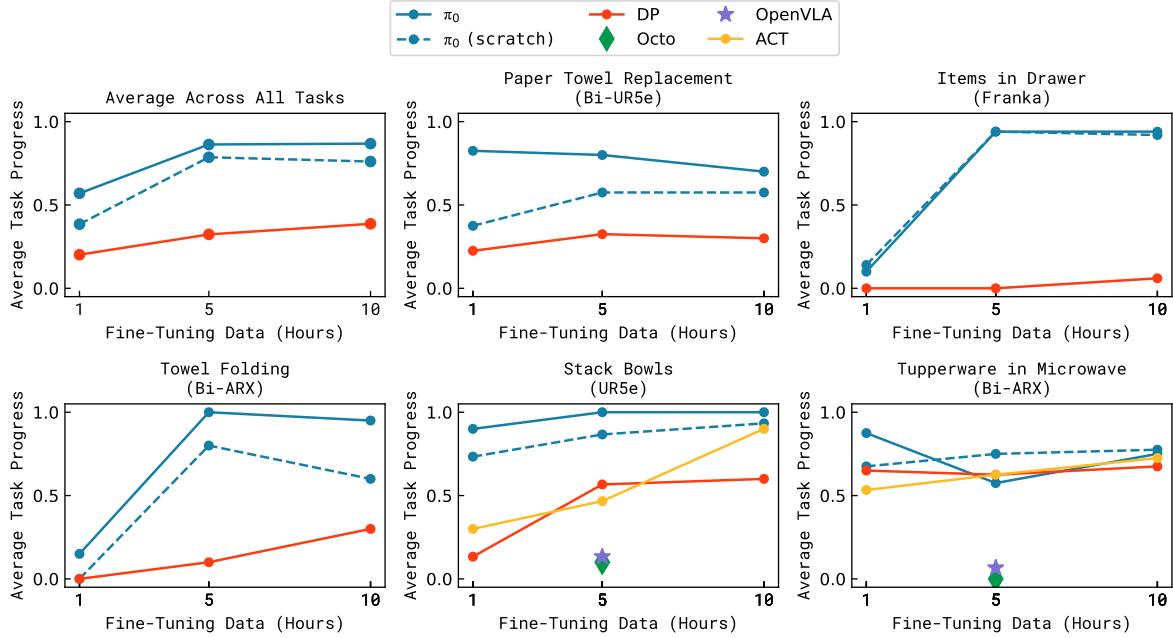 π₀
π₀ (scratch)
DP
Octo
OpenVLA
ACT
Average Across All Tasks
Average Task Progress
1.0
0.5
0.0
1
5
10
Fine-Tuning Data (Hours)
Paper Towel Replacement
(Bi-UR5e)
Average Task Progress
1.0
0.5
0.0
1
5
10
Fine-Tuning Data (Hours)
Items in Drawer
(Franka)
Average Task Progress
1.0
0.5
0.0
1
5
10
Fine-Tuning Data (Hours)
Towel Folding
(Bi-ARX)
Average Task Progress
1.0
0.5
0.0
1
5
10
Fine-Tuning Data (Hours)
Stack Bowls
(UR5e)
Average Task Progress
1.0
0.5
0.0
1
5
10
Fine-Tuning Data (Hours)
Tupperware in Microwave
(Bi-ARX)
Average Task Progress
1.0
0.5
0.0
1
5
10
Fine-Tuning Data (Hours)